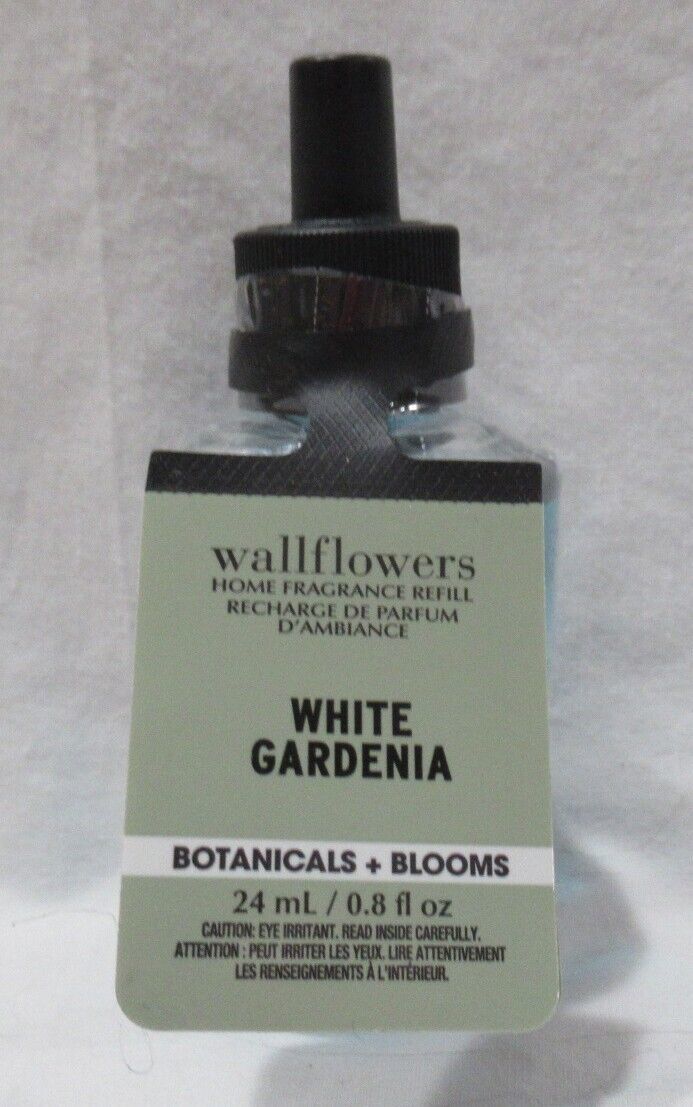 wallflowers
HOME FRAGRANCE REFILL
RECHARGE DE PARFUM
D'AMBIANCE
WHITE
GARDENIA
BOTANICALS + BLOOMS
24 mL / 0.8 fl oz
CAUTION: EYE IRRITANT. READ INSIDE CAREFULLY.
ATTENTION : PEUT IRRITER LES YEUX. LIRE ATTENTIVEMENT
LES RENSEIGNEMENTS À L'INTÉRIEUR.